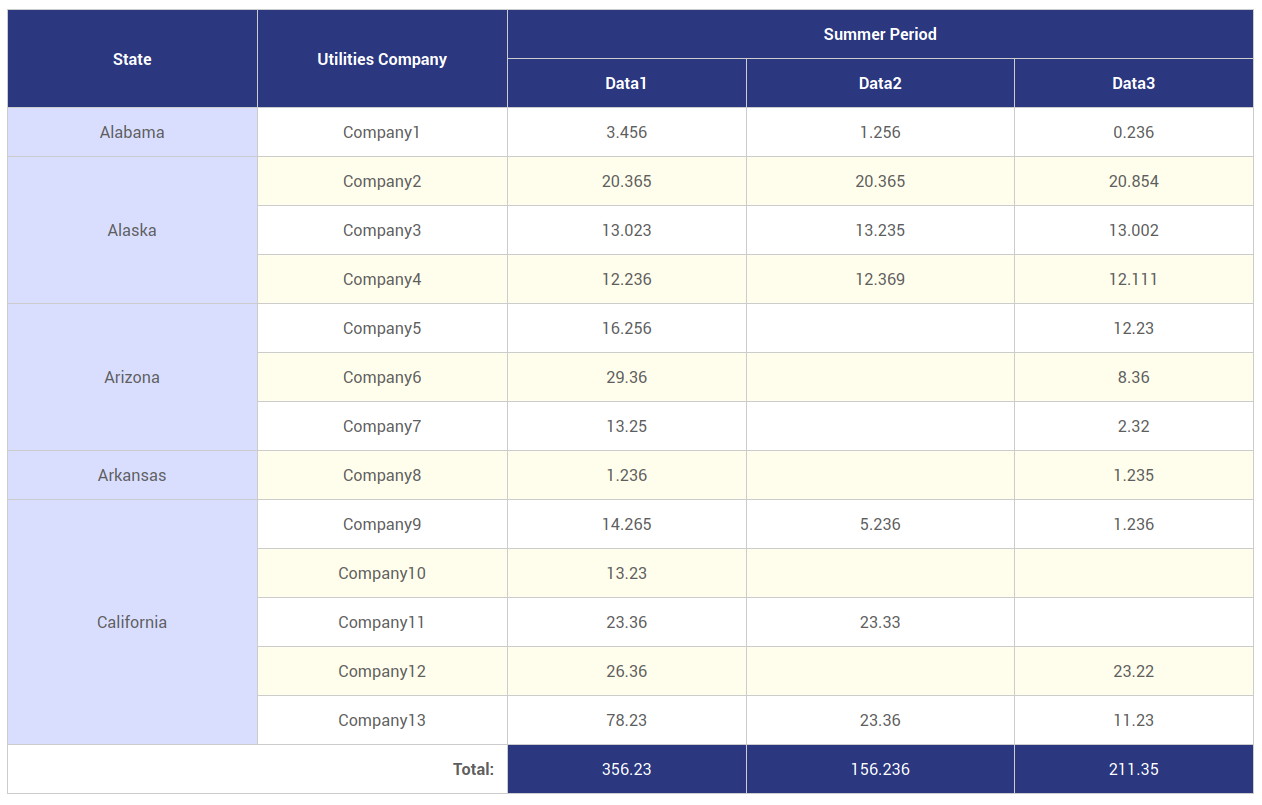 State Utilities Company Summer Period
Data1 Data2 Data3
Alabama Company1 3.456 1.256 0.236
Company2 20.365 20.365 20.854
Alaska Company3 13.023 13.235 13.002
Company4 12.236 12.369 12.111
Company5 16.256 12.23
Arizona Company6 29.36 8.36
Company7 13.25 2.32
Arkansas Company8 1.236 1.235
Company9 14.265 5.236 1.236
Company10 13.23
California Company11 23.36 23.33
Company12 26.36 23.22
Company13 78.23 23.36 11.23
Total: 356.23 156.236 211.35